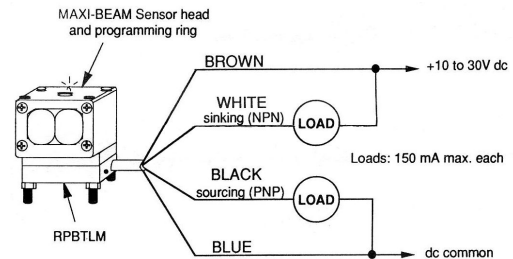 MAXI-BEAM Sensor head
and programming ring
BROWN
+10 to 30V dc
WHITE
sinking (NPN)
LOAD
Loads: 150 mA max. each
BLACK
sourcing (PNP)
LOAD
RPBTLM
BLUE
dc common